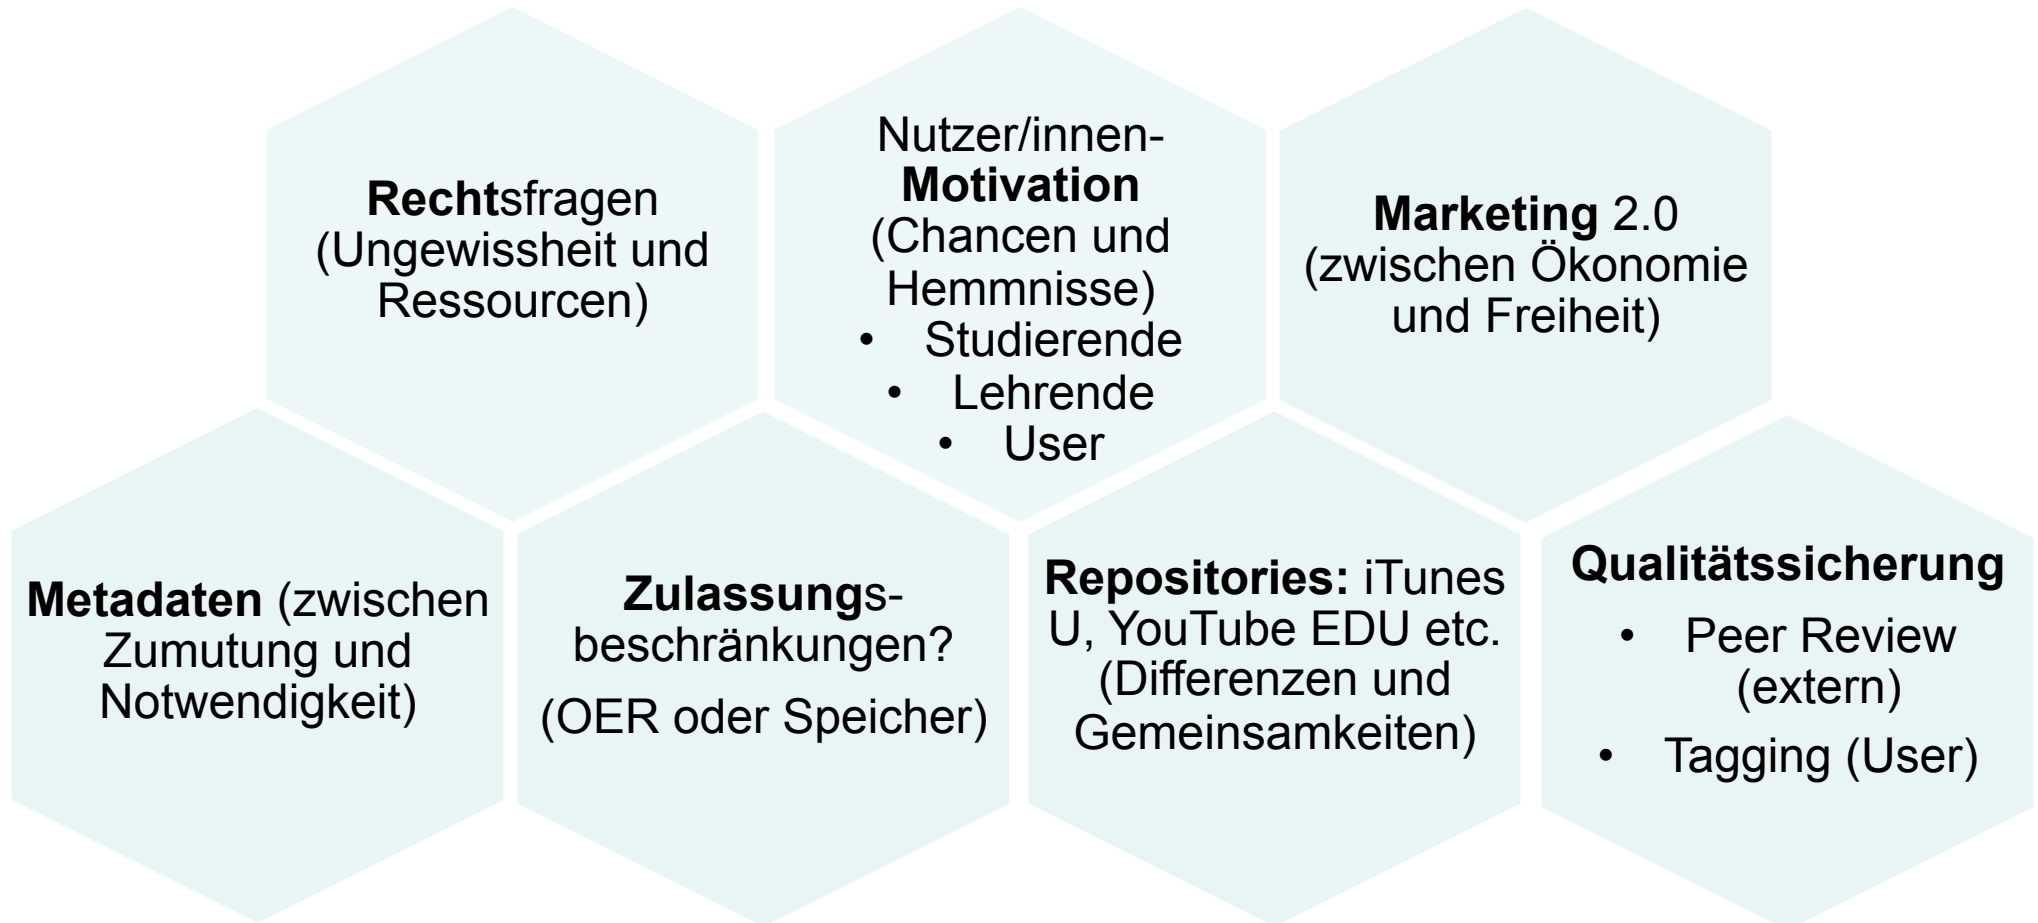 Rechtsfragen
(Ungewissheit und
Ressourcen)
Nutzer/innen-
Motivation
(Chancen und
Hemmnisse)
• Studierende
• Lehrende
• User
Marketing 2.0
(zwischen Ökonomie
und Freiheit)
Metadaten (zwischen
Zumutung und
Notwendigkeit)
Zulassungs-
beschränkungen?
(OER oder Speicher)
Repositories: iTunes
U, YouTube EDU etc.
(Differenzen und
Gemeinsamkeiten)
Qualitätssicherung
• Peer Review
(extern)
• Tagging (User)